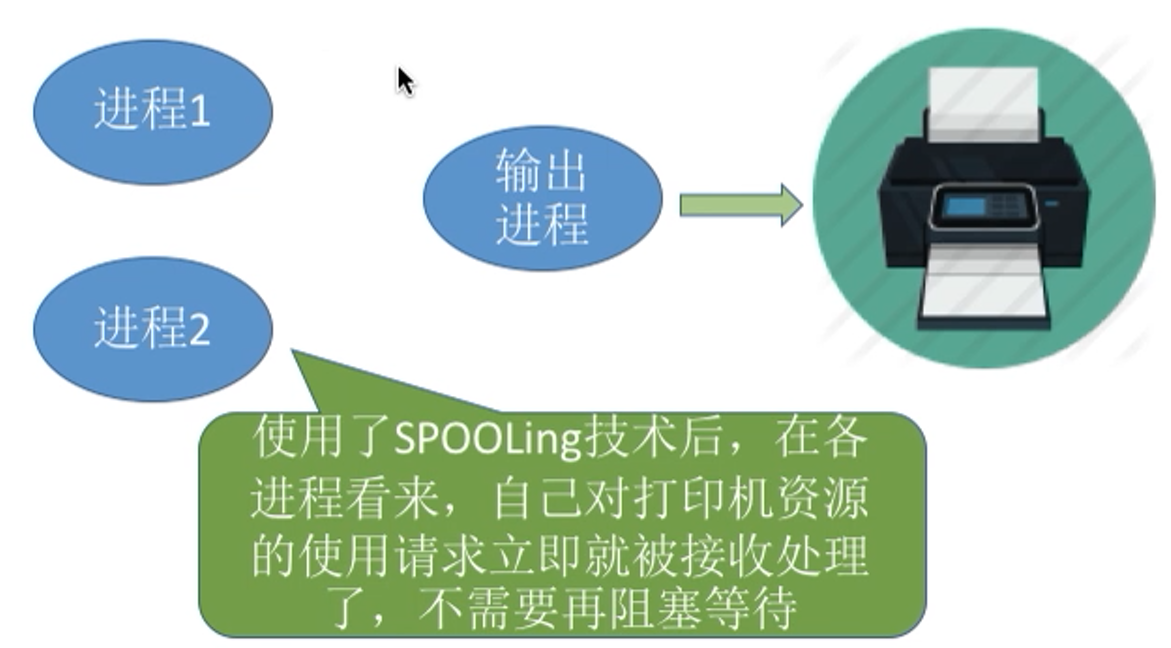 进程1
输出
进程
进程2
使用了SPOOLing技术后，在各
进程看来，自己对打印机资源
的使用请求立即就被接收处理
了，不需要再阻塞等待